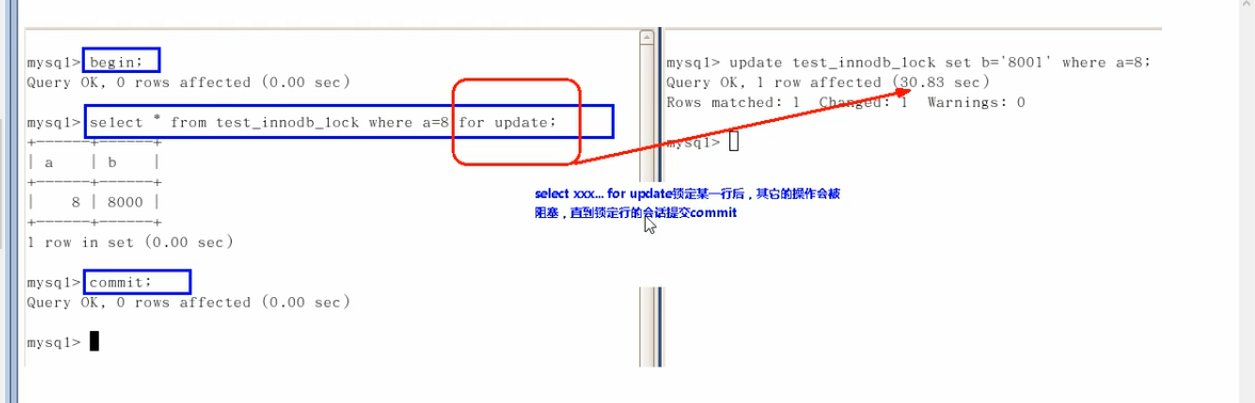 mysql> begin;
Query OK, 0 rows affected (0.00 sec)
mysql> select * from test_innodb_lock where a=8 for update;
+------+------+
| a | b |
+------+------+
| 8 | 8000 |
+------+------+
1 row in set (0.00 sec)
mysql> commit;
Query OK, 0 rows affected (0.00 sec)
mysql>
mysql> update test_innodb_lock set b='8001' where a=8;
Query OK, 1 row affected (30.83 sec)
Rows matched: 1 Changed: 1 Warnings: 0
mysql>
select xxx... for update锁定某一行后，其它的操作会被
阻塞，直到锁定行的会话提交commit